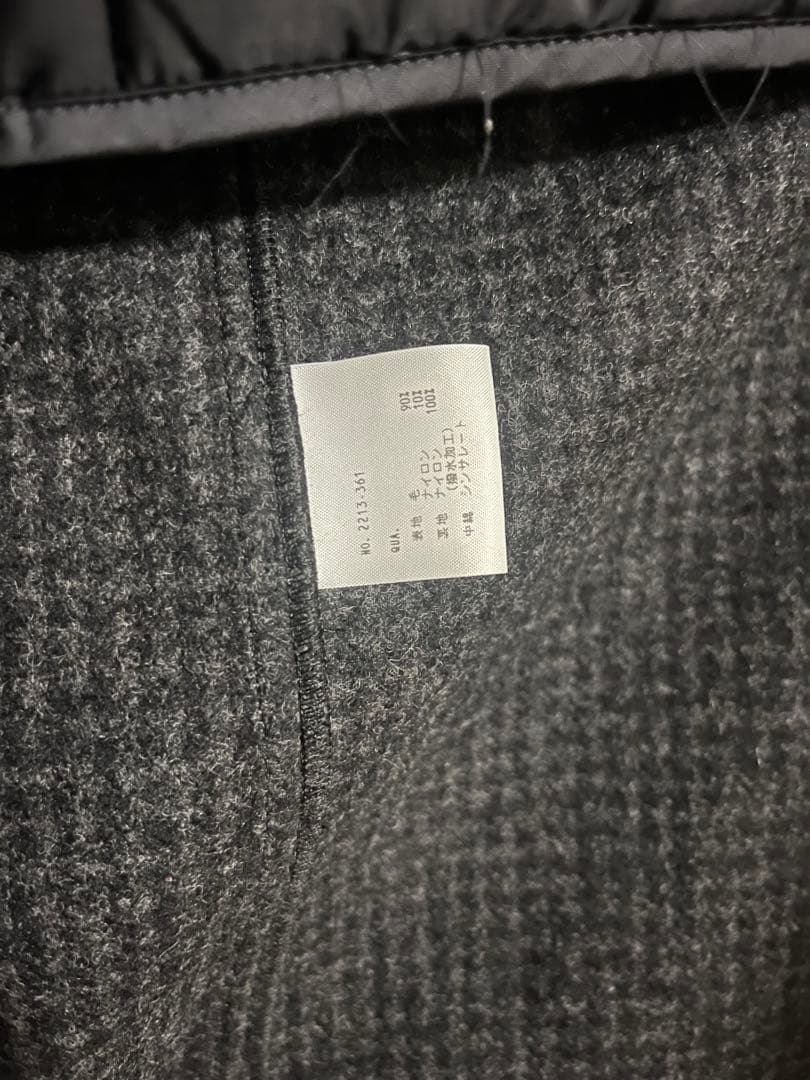 NO. 2213-361
QUA.
表地 毛 90%
ナイロン 10%
裏地 ナイロン 100%
(撥水加工)
中綿 シンサレート